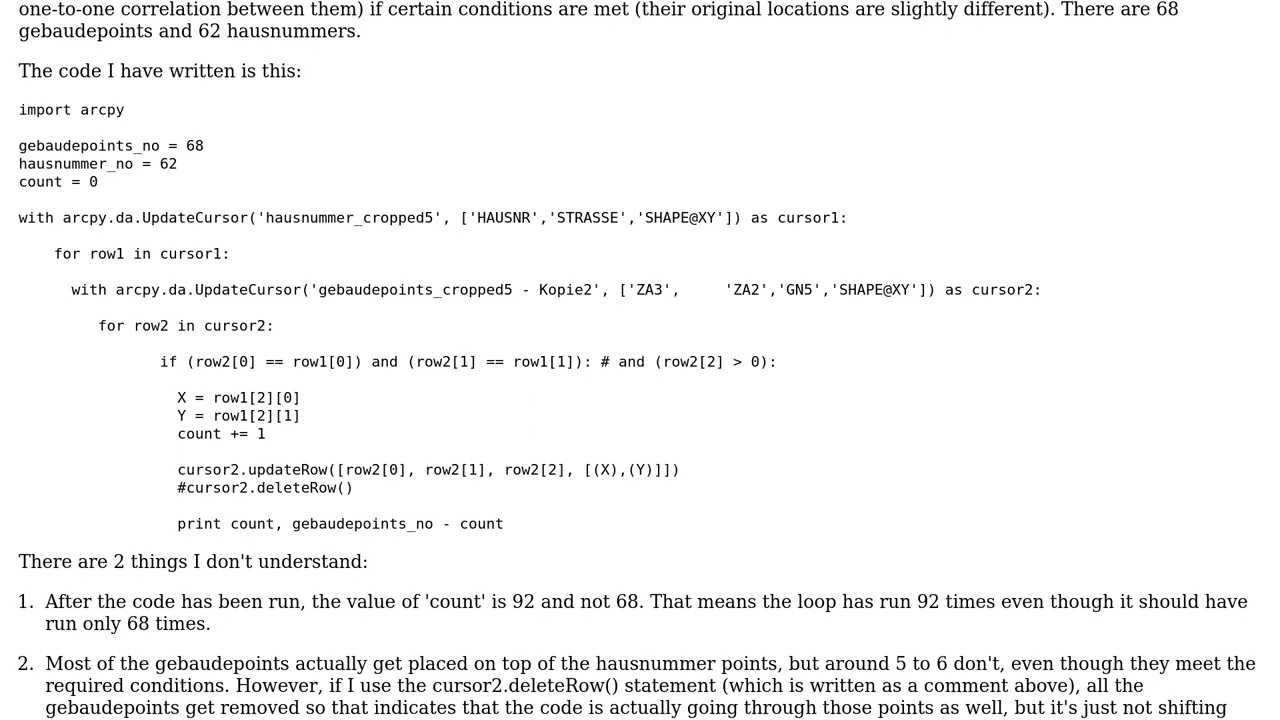 one-to-one correlation between them) if certain conditions are met (their original locations are slightly different). There are 68
gebaudepoints and 62 hausnummers.
The code I have written is this:
import arcpy
gebaudepoints_no = 68
hausnummer_no = 62
count = 0
with arcpy.da.UpdateCursor('hausnummer_cropped5', ['HAUSNR','STRASSE','SHAPE@XY']) as cursor1:
    for row1 in cursor1:
      with arcpy.da.UpdateCursor('gebaudepoints_cropped5 - Kopie2', ['ZA3',     'ZA2','GN5','SHAPE@XY']) as cursor2:
         for row2 in cursor2:
                if (row2[0] == row1[0]) and (row2[1] == row1[1]): # and (row2[2] > 0):
                  X = row1[2][0]
                  Y = row1[2][1]
                  count += 1
                  cursor2.updateRow([row2[0], row2[1], row2[2], [(X),(Y)]])
                  #cursor2.deleteRow()
                  print count, gebaudepoints_no - count
There are 2 things I don't understand:
1. After the code has been run, the value of 'count' is 92 and not 68. That means the loop has run 92 times even though it should have
run only 68 times.
2. Most of the gebaudepoints actually get placed on top of the hausnummer points, but around 5 to 6 don't, even though they meet the
required conditions. However, if I use the cursor2.deleteRow() statement (which is written as a comment above), all the
gebaudepoints get removed so that indicates that the code is actually going through those points as well, but it's just not shifting